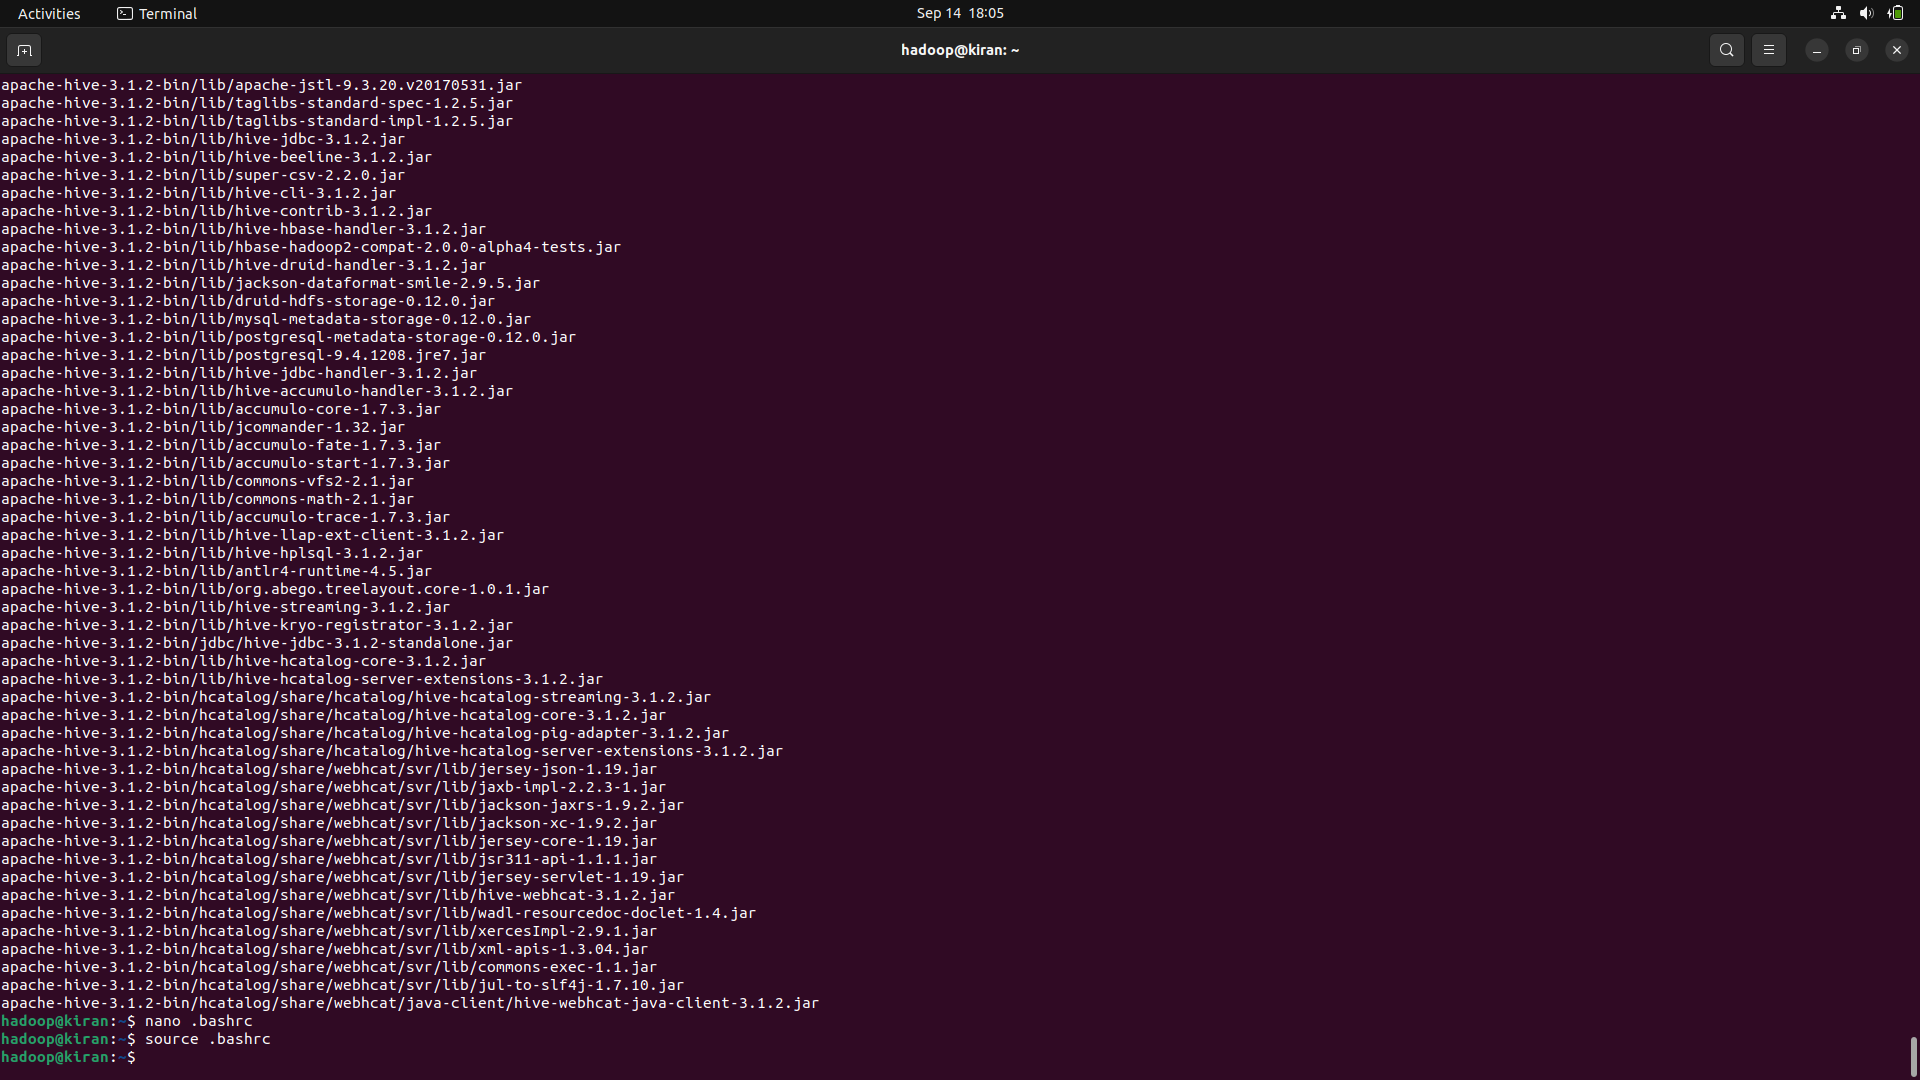 Activities Terminal Sep 14 18:05
hadoop@kiran: ~
apache-hive-3.1.2-bin/lib/apache-jstl-9.3.20.v20170531.jar
apache-hive-3.1.2-bin/lib/taglibs-standard-spec-1.2.5.jar
apache-hive-3.1.2-bin/lib/taglibs-standard-impl-1.2.5.jar
apache-hive-3.1.2-bin/lib/hive-jdbc-3.1.2.jar
apache-hive-3.1.2-bin/lib/hive-beeline-3.1.2.jar
apache-hive-3.1.2-bin/lib/super-csv-2.2.0.jar
apache-hive-3.1.2-bin/lib/hive-cli-3.1.2.jar
apache-hive-3.1.2-bin/lib/hive-contrib-3.1.2.jar
apache-hive-3.1.2-bin/lib/hive-hbase-handler-3.1.2.jar
apache-hive-3.1.2-bin/lib/hbase-hadoop2-compat-2.0.0-alpha4-tests.jar
apache-hive-3.1.2-bin/lib/hive-druid-handler-3.1.2.jar
apache-hive-3.1.2-bin/lib/jackson-dataformat-smile-2.9.5.jar
apache-hive-3.1.2-bin/lib/druid-hdfs-storage-0.12.0.jar
apache-hive-3.1.2-bin/lib/mysql-metadata-storage-0.12.0.jar
apache-hive-3.1.2-bin/lib/postgresql-metadata-storage-0.12.0.jar
apache-hive-3.1.2-bin/lib/postgresql-9.4.1208.jre7.jar
apache-hive-3.1.2-bin/lib/hive-jdbc-handler-3.1.2.jar
apache-hive-3.1.2-bin/lib/hive-accumulo-handler-3.1.2.jar
apache-hive-3.1.2-bin/lib/accumulo-core-1.7.3.jar
apache-hive-3.1.2-bin/lib/jcommander-1.32.jar
apache-hive-3.1.2-bin/lib/accumulo-fate-1.7.3.jar
apache-hive-3.1.2-bin/lib/accumulo-start-1.7.3.jar
apache-hive-3.1.2-bin/lib/commons-vfs2-2.1.jar
apache-hive-3.1.2-bin/lib/commons-math-2.1.jar
apache-hive-3.1.2-bin/lib/accumulo-trace-1.7.3.jar
apache-hive-3.1.2-bin/lib/hive-llap-ext-client-3.1.2.jar
apache-hive-3.1.2-bin/lib/hive-hplsql-3.1.2.jar
apache-hive-3.1.2-bin/lib/antlr4-runtime-4.5.jar
apache-hive-3.1.2-bin/lib/org.abego.treelayout.core-1.0.1.jar
apache-hive-3.1.2-bin/lib/hive-streaming-3.1.2.jar
apache-hive-3.1.2-bin/lib/hive-kryo-registrator-3.1.2.jar
apache-hive-3.1.2-bin/jdbc/hive-jdbc-3.1.2-standalone.jar
apache-hive-3.1.2-bin/lib/hive-hcatalog-core-3.1.2.jar
apache-hive-3.1.2-bin/lib/hive-hcatalog-server-extensions-3.1.2.jar
apache-hive-3.1.2-bin/hcatalog/share/hcatalog/hive-hcatalog-streaming-3.1.2.jar
apache-hive-3.1.2-bin/hcatalog/share/hcatalog/hive-hcatalog-core-3.1.2.jar
apache-hive-3.1.2-bin/hcatalog/share/hcatalog/hive-hcatalog-pig-adapter-3.1.2.jar
apache-hive-3.1.2-bin/hcatalog/share/hcatalog/hive-hcatalog-server-extensions-3.1.2.jar
apache-hive-3.1.2-bin/hcatalog/share/webhcat/svr/lib/jersey-json-1.19.jar
apache-hive-3.1.2-bin/hcatalog/share/webhcat/svr/lib/jaxb-impl-2.2.3-1.jar
apache-hive-3.1.2-bin/hcatalog/share/webhcat/svr/lib/jackson-jaxrs-1.9.2.jar
apache-hive-3.1.2-bin/hcatalog/share/webhcat/svr/lib/jackson-xc-1.9.2.jar
apache-hive-3.1.2-bin/hcatalog/share/webhcat/svr/lib/jersey-core-1.19.jar
apache-hive-3.1.2-bin/hcatalog/share/webhcat/svr/lib/jsr311-api-1.1.1.jar
apache-hive-3.1.2-bin/hcatalog/share/webhcat/svr/lib/jersey-servlet-1.19.jar
apache-hive-3.1.2-bin/hcatalog/share/webhcat/svr/lib/hive-webhcat-3.1.2.jar
apache-hive-3.1.2-bin/hcatalog/share/webhcat/svr/lib/wadl-resourcedoc-doclet-1.4.jar
apache-hive-3.1.2-bin/hcatalog/share/webhcat/svr/lib/xercesImpl-2.9.1.jar
apache-hive-3.1.2-bin/hcatalog/share/webhcat/svr/lib/xml-apis-1.3.04.jar
apache-hive-3.1.2-bin/hcatalog/share/webhcat/svr/lib/commons-exec-1.1.jar
apache-hive-3.1.2-bin/hcatalog/share/webhcat/svr/lib/jul-to-slf4j-1.7.10.jar
apache-hive-3.1.2-bin/hcatalog/share/webhcat/java-client/hive-webhcat-java-client-3.1.2.jar
hadoop@kiran:~$ nano .bashrc
hadoop@kiran:~$ source .bashrc
hadoop@kiran:~$